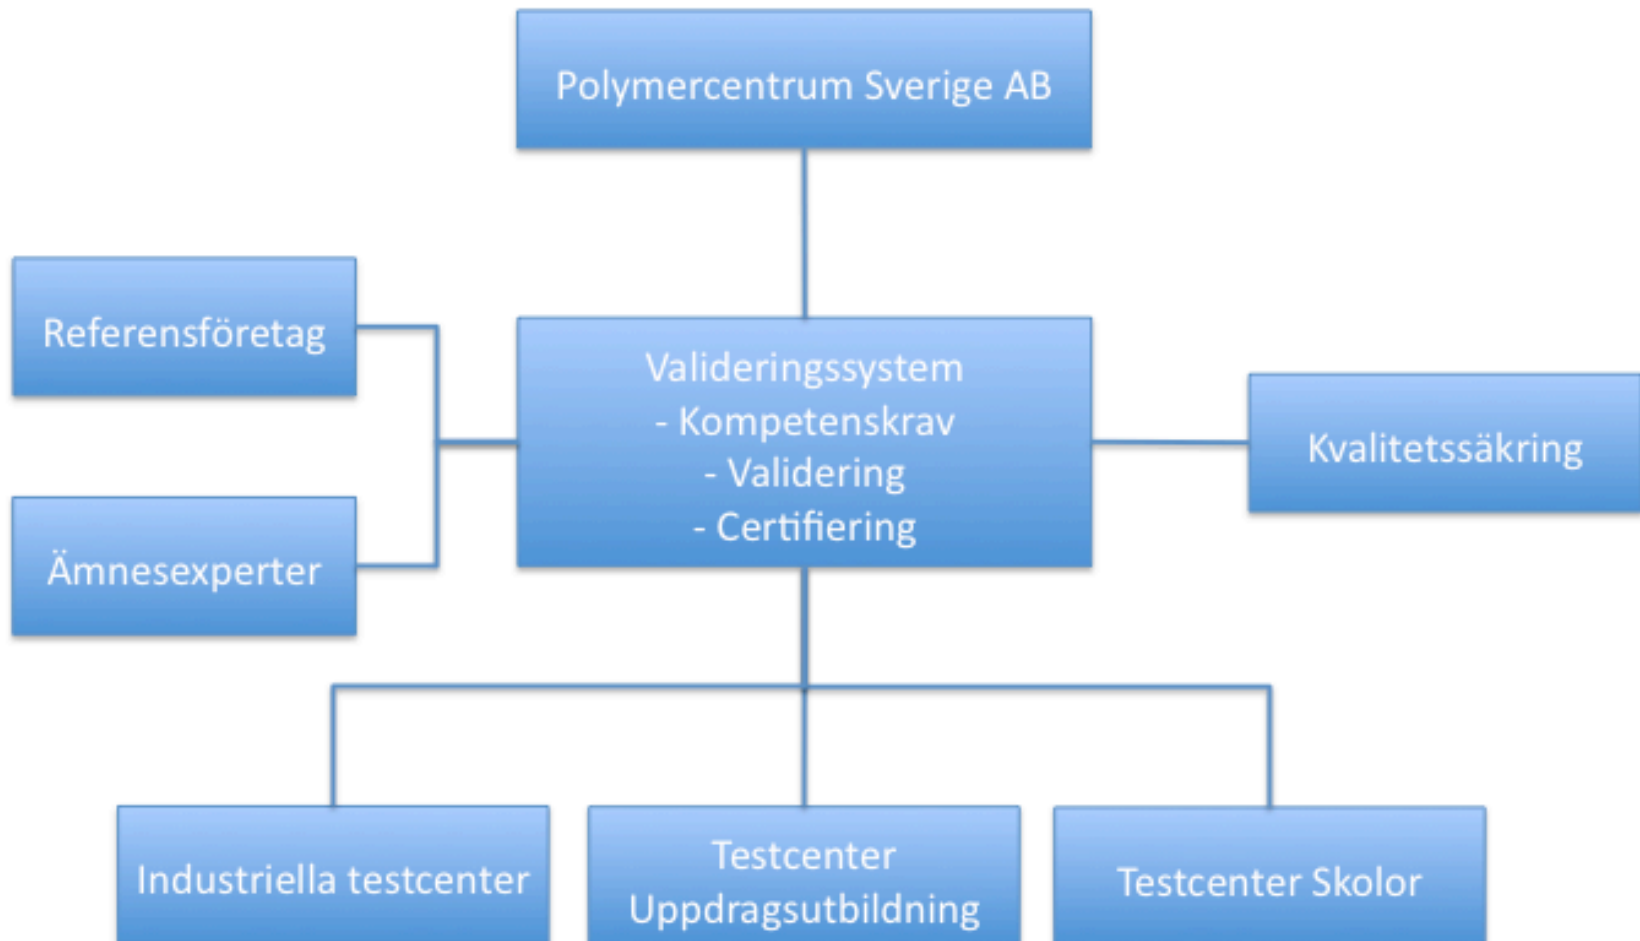 Polymercentrum Sverige AB
Referensföretag
Valideringssystem
- Kompetenskrav
- Validering
- Certifiering
Kvalitetssäkring
Ämnesexperter
Industriella testcenter
Testcenter
Uppdragsutbildning
Testcenter Skolor